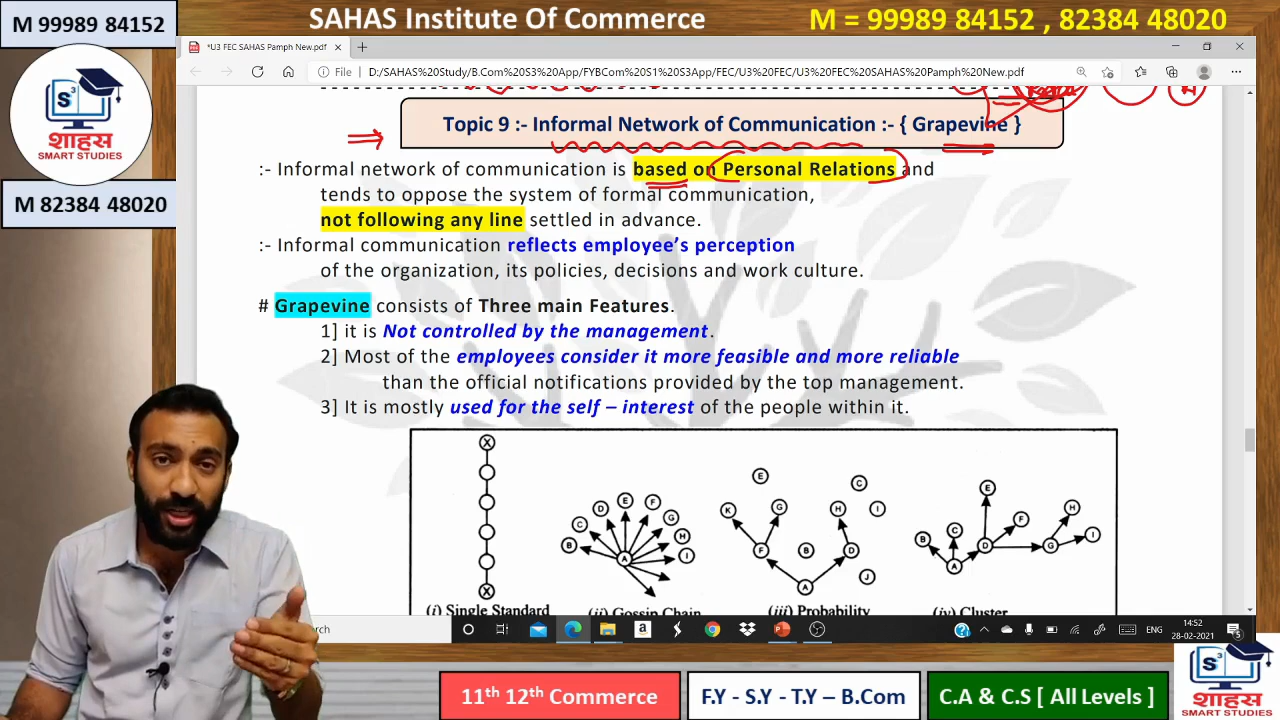 M 99989 84152
SAHAS Institute Of Commerce
M = 99989 84152 , 82384 48020
S³
शाहस
SMART STUDIES
M 82384 48020
*U3 FEC SAHAS Pamph New.pdf
File
D:/SAHAS%20Study/B.Com%20S3%20App/FYBCom%20S1%20S3App/FEC/U3%20FEC/U3%20FEC%20SAHAS%20Pamph%20New.pdf
Topic 9 :- Informal Network of Communication :- { Grapevine }
:- Informal network of communication is based on Personal Relations and
tends to oppose the system of formal communication,
not following any line settled in advance.
:- Informal communication reflects employee’s perception
of the organization, its policies, decisions and work culture.
# Grapevine consists of Three main Features.
1] it is Not controlled by the management.
2] Most of the employees consider it more feasible and more reliable
than the official notifications provided by the top management.
3] It is mostly used for the self – interest of the people within it.
X
X
(i) Single Standard
B
C
D
E
F
G
H
I
A
(ii) Gossip Chain
E
C
K
G
H
I
F
B
D
J
A
(iii) Probability
E
B
C
F
H
I
D
G
A
(iv) Cluster
rch
ENG
14:52
28-02-2021
5
11th 12th Commerce
F.Y - S.Y - T.Y – B.Com
C.A & C.S [ All Levels ]
S³
शाहस
SMART STUDIES